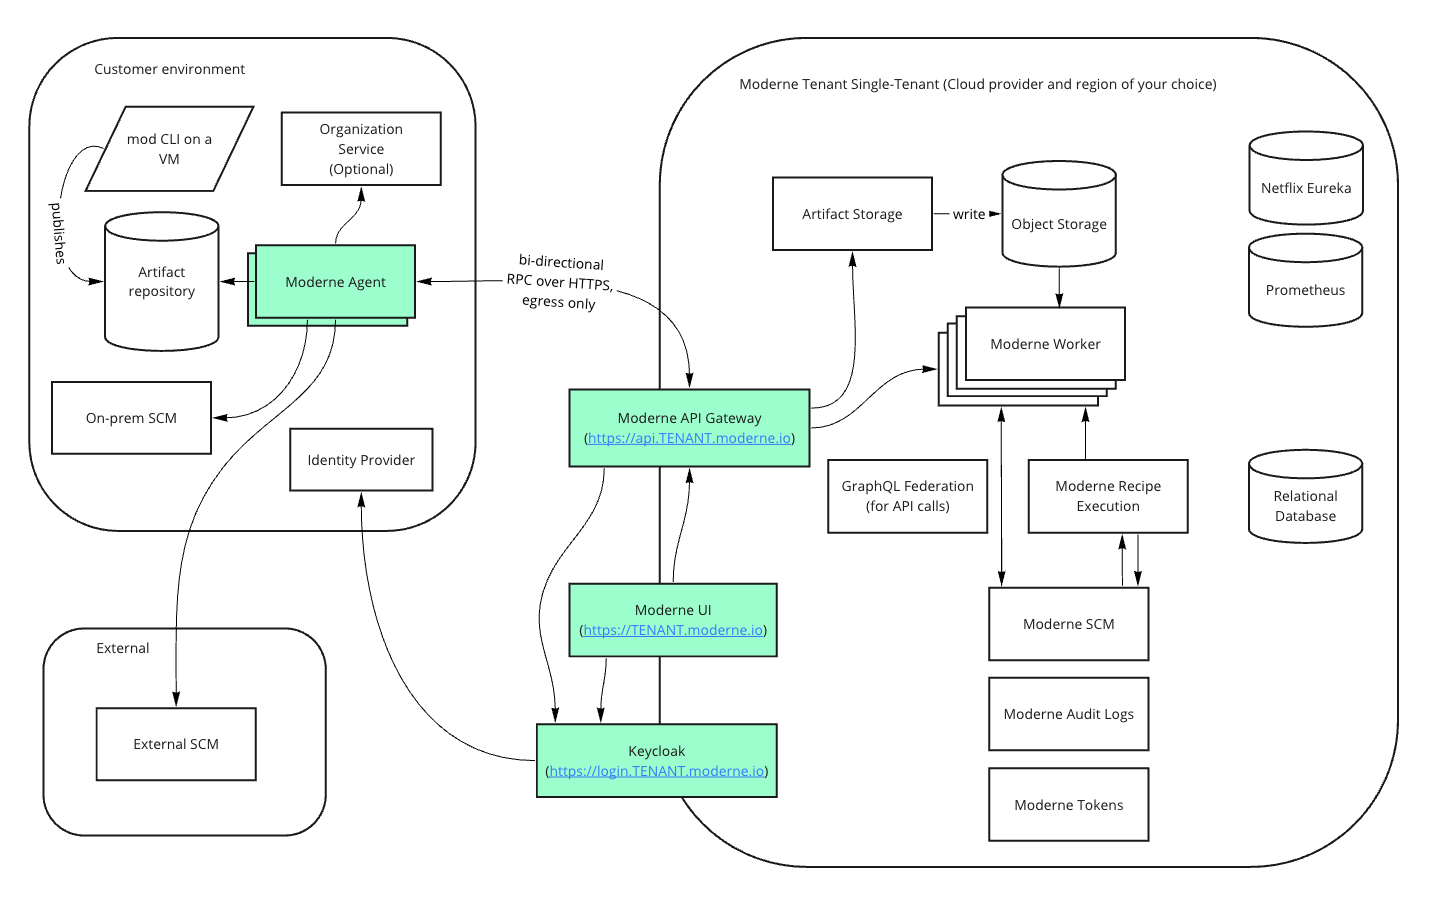 Customer environment
mod CLI on a
VM
Organization
Service
(Optional)
publishes
Artifact
repository
Moderne Agent
On-prem SCM
Identity Provider
External
External SCM
bi-directional
RPC over HTTPS,
egress only
Moderne Tenant Single-Tenant (Cloud provider and region of your choice)
Artifact Storage
write
Object Storage
Netflix Eureka
Prometheus
Moderne Worker
Moderne API Gateway
(https://api.TENANT.moderne.io)
GraphQL Federation
(for API calls)
Moderne Recipe
Execution
Relational
Database
Moderne UI
(https://TENANT.moderne.io)
Moderne SCM
Moderne Audit Logs
Keycloak
(https://login.TENANT.moderne.io)
Moderne Tokens